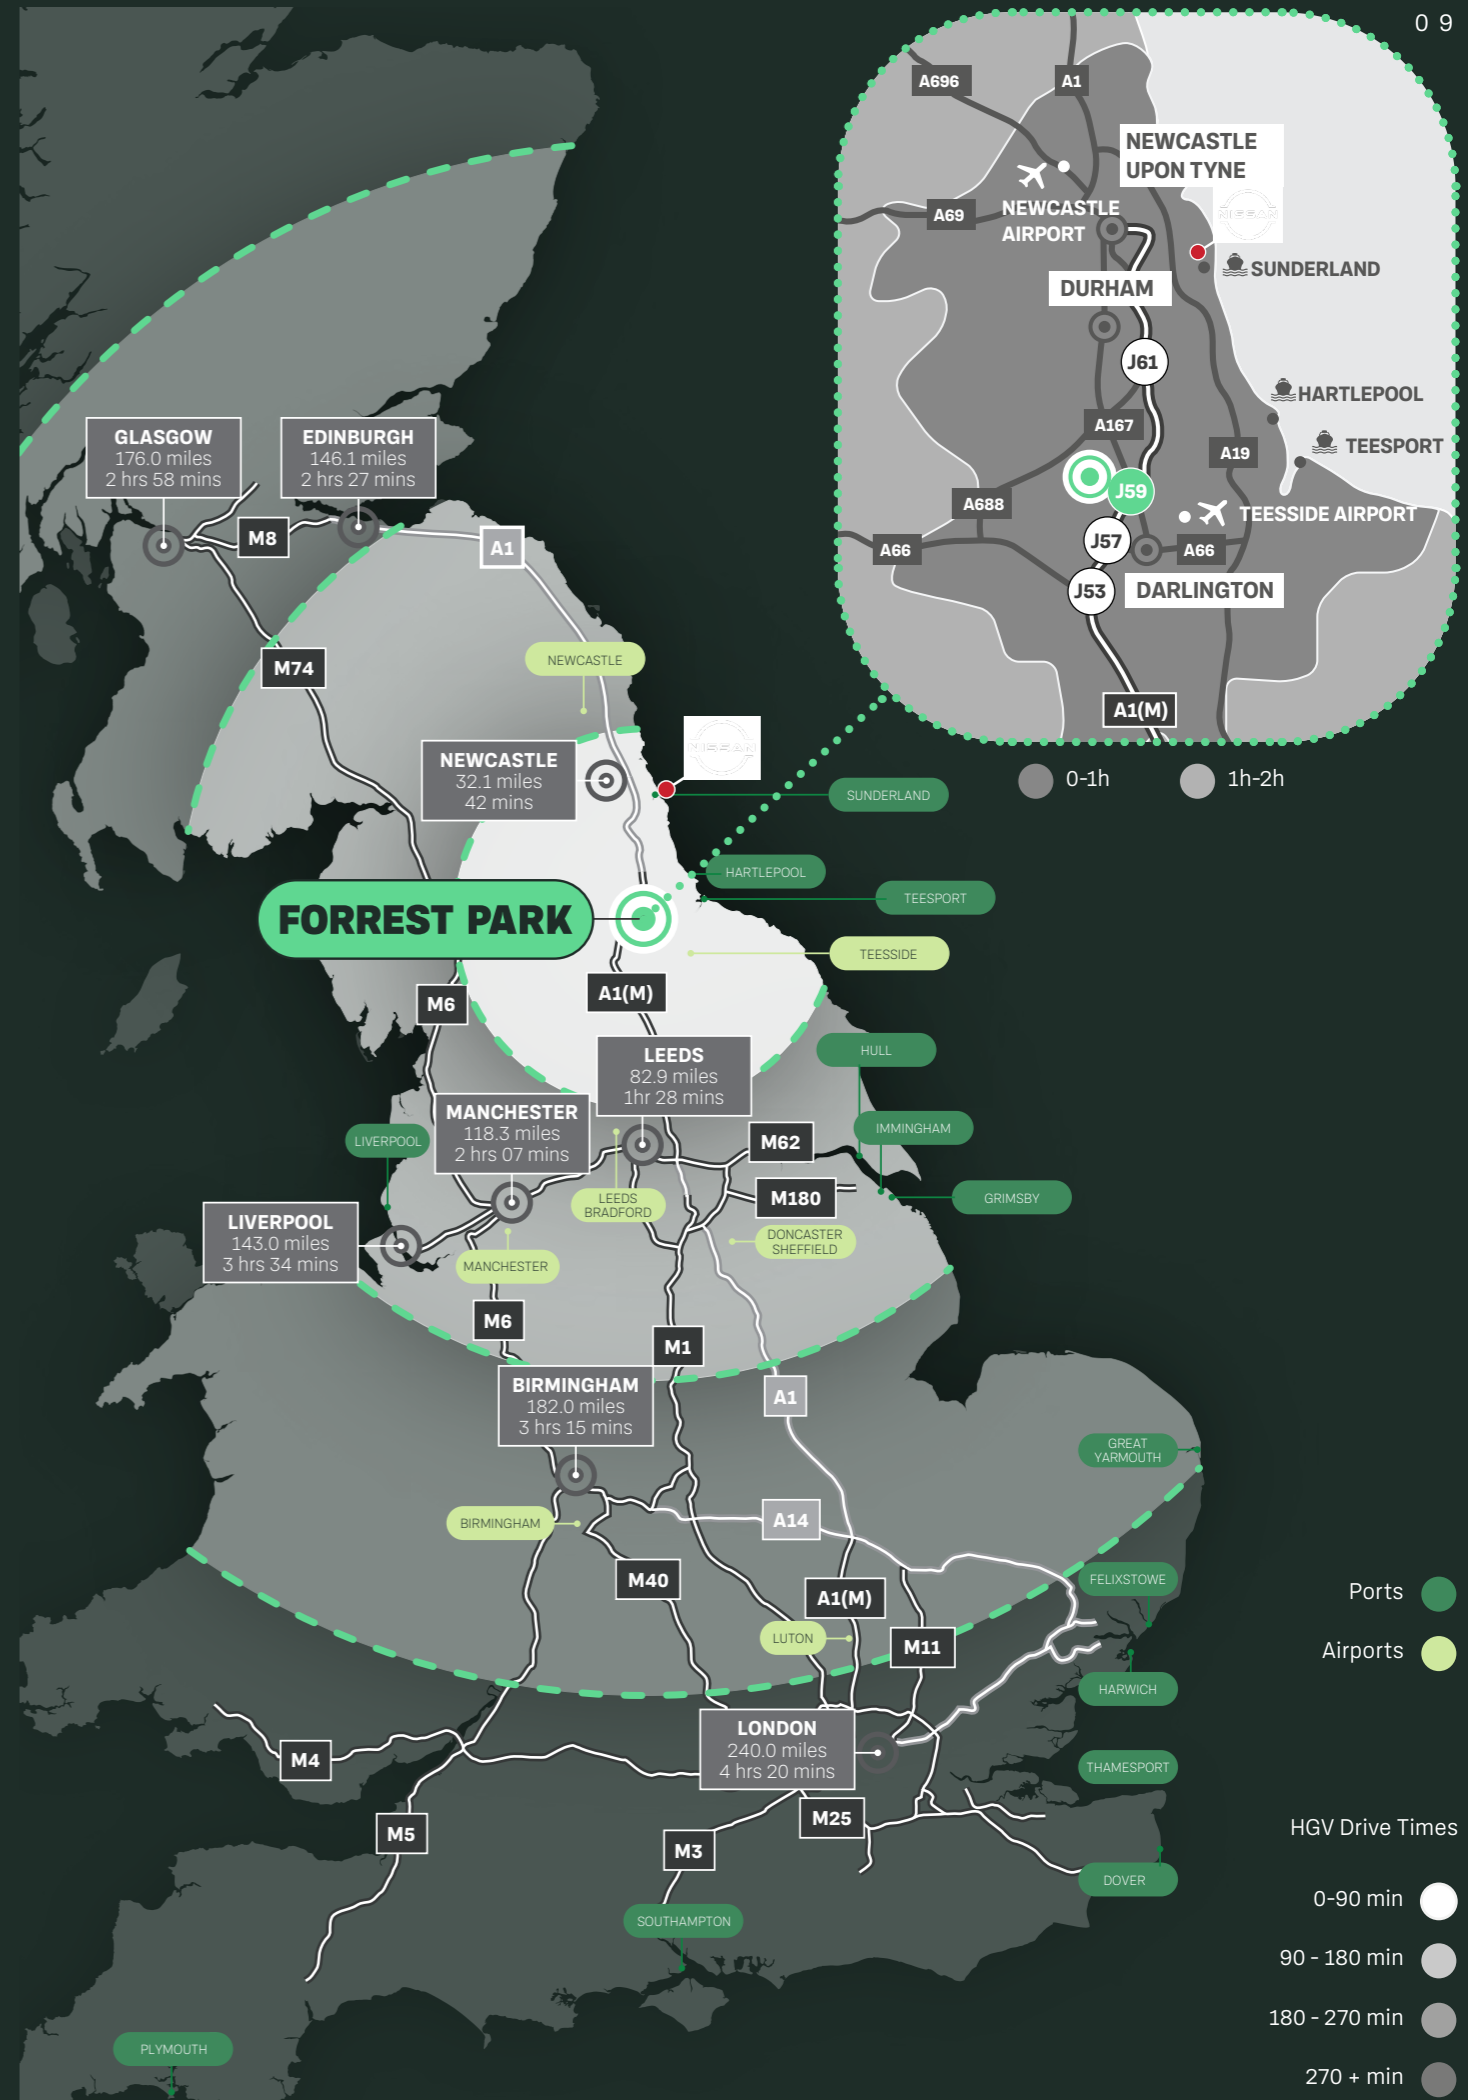 09
A696
A1
NEWCASTLE
UPON TYNE
NISSAN
A69
NEWCASTLE
AIRPORT
SUNDERLAND
DURHAM
J61
HARTLEPOOL
A167
TEESPORT
A19
J59
A688
TEESSIDE AIRPORT
J57
A66
A66
J53
DARLINGTON
A1(M)
0-1h
1h-2h
GLASGOW
176.0 miles
2 hrs 58 mins
EDINBURGH
146.1 miles
2 hrs 27 mins
M8
A1
M74
NEWCASTLE
NEWCASTLE
32.1 miles
42 mins
NISSAN
SUNDERLAND
HARTLEPOOL
TEESPORT
FORREST PARK
TEESSIDE
M6
A1(M)
LEEDS
82.9 miles
1hr 28 mins
HULL
MANCHESTER
118.3 miles
2 hrs 07 mins
LIVERPOOL
M62
IMMINGHAM
M180
GRIMSBY
LEEDS
BRADFORD
LIVERPOOL
143.0 miles
3 hrs 34 mins
DONCASTER
SHEFFIELD
MANCHESTER
M6
M1
BIRMINGHAM
182.0 miles
3 hrs 15 mins
A1
GREAT
YARMOUTH
BIRMINGHAM
A14
M40
A1(M)
FELIXSTOWE
LUTON
M11
HARWICH
LONDON
240.0 miles
4 hrs 20 mins
M4
THAMESPORT
M25
M5
M3
DOVER
SOUTHAMPTON
PLYMOUTH
Ports
Airports
HGV Drive Times
0-90 min
90 - 180 min
180 - 270 min
270 + min